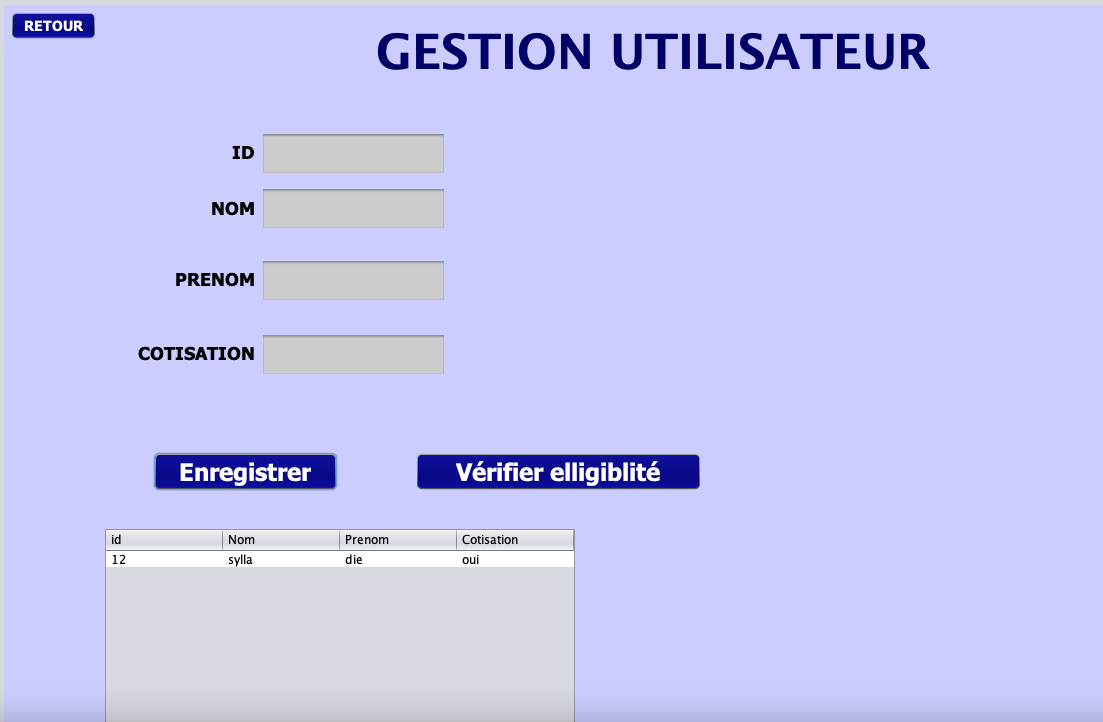 RETOUR
GESTION UTILISATEUR
ID
NOM
PRENOM
COTISATION
Enregistrer Vérifier elligiblité
id Nom Prenom Cotisation
12 sylla die oui